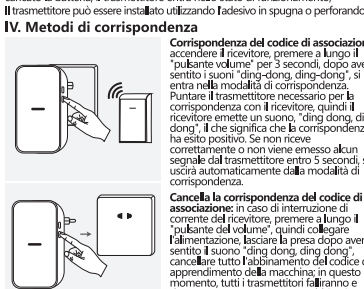 Il trasmettitore può essere installato utilizzando l'adesivo in spugna o perforando
IV. Metodi di corrispondenza
Corrispondenza del codice di associazion
accendere il ricevitore, premere a lungo il
"pulsante volume" per 3 secondi, dopo ave
sentito i suoni "ding-dong, ding-dong", si
entra nella modalità di corrispondenza.
Puntare il trasmettitore necessario per la
corrispondenza con il ricevitore, quindi il
ricevitore emette un suono, "ding dong, di
dong", il che significa che la corrispondenz
ha esito positivo. Se non riceve
correttamente o non viene emesso alcun
segnale dal trasmettitore entro 5 secondi, s
uscirà automaticamente dalla modalità di
corrispondenza.
Cancella la corrispondenza del codice di
associazione: in caso di interruzione di
corrente del ricevitore, premere a lungo il
"pulsante del volume", quindi collegare
l'alimentazione, lasciare la presa dopo aver
sentito il suono "ding dong, ding dong",
cancellare tutto l'abbinamento del codice d
apprendimento della macchina; in questo
momento, tutti i trasmettitori falliranno e